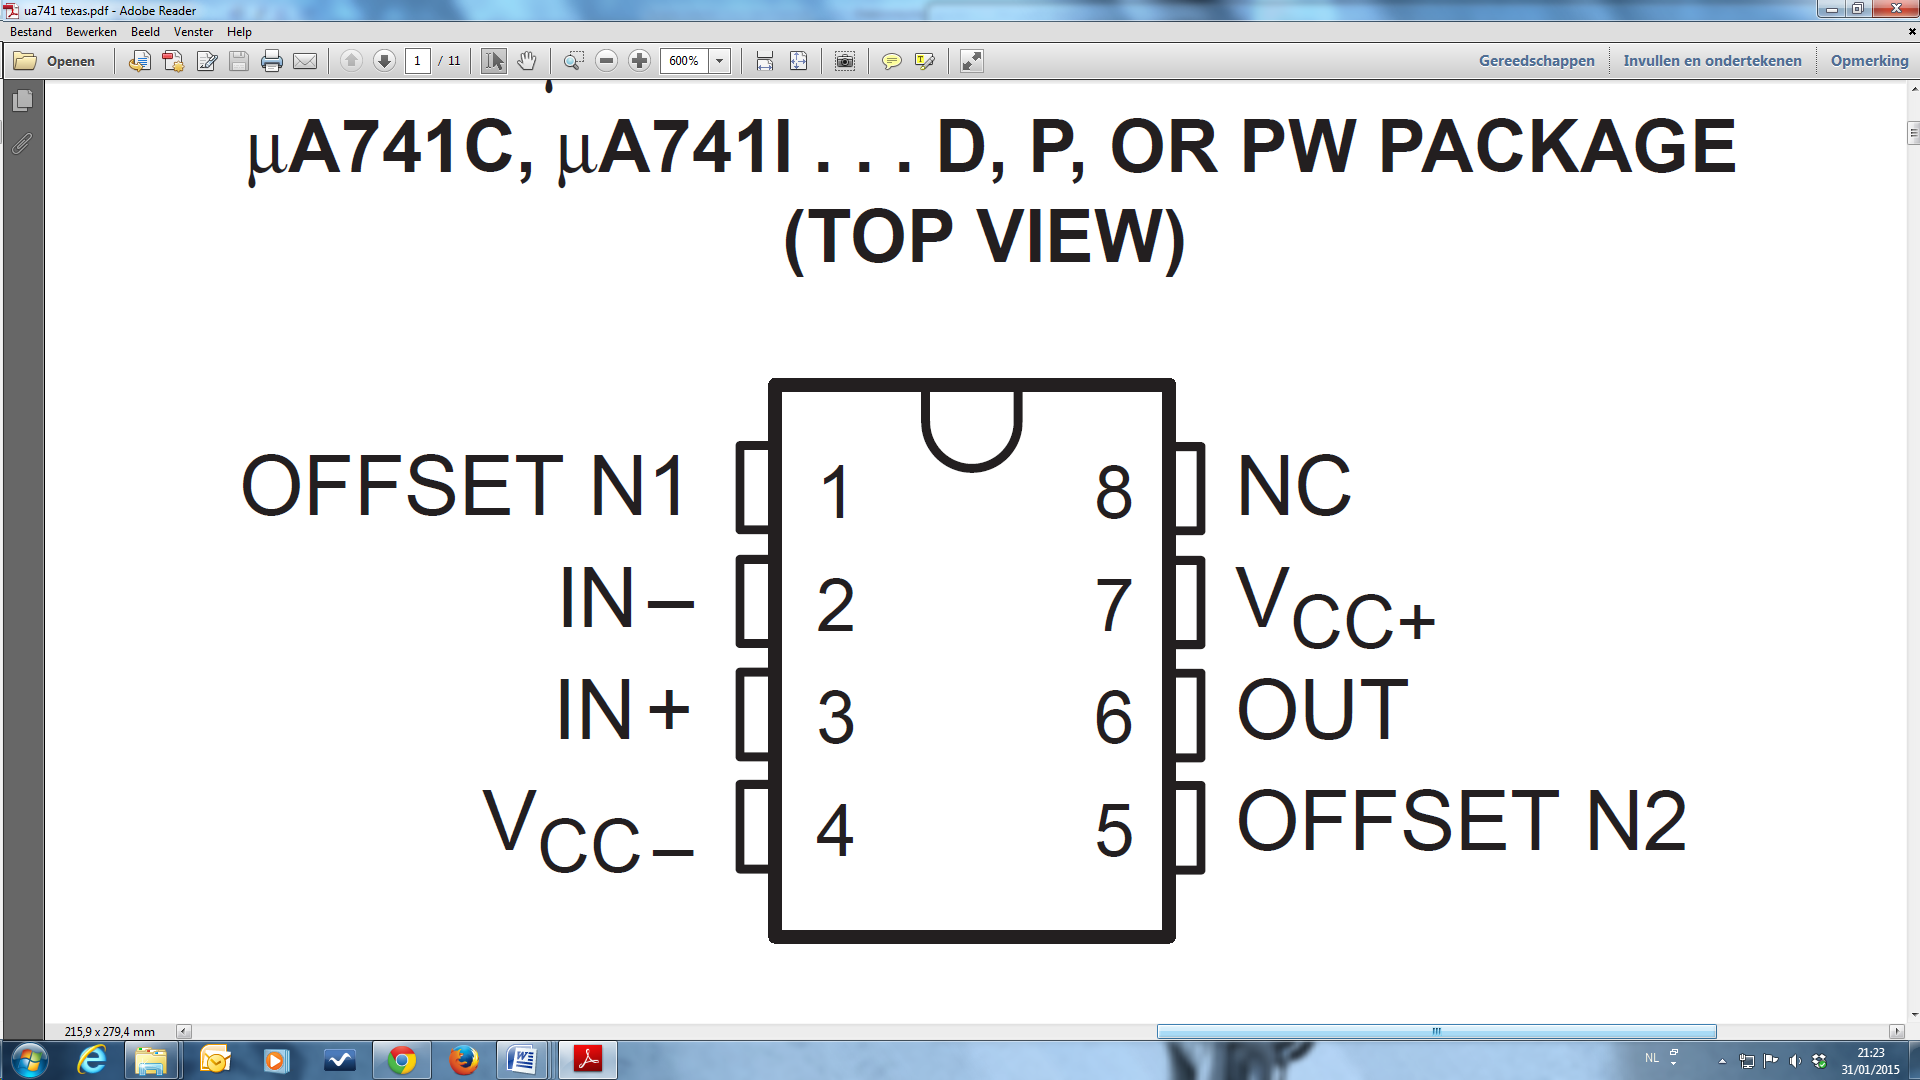 ua741 texas.pdf - Adobe Reader
Bestand Bewerken Beeld Venster Help
Openen 1 / 11 600% Gereedschappen Invullen en ondertekenen Opmerking
µA741C, µA741I . . . D, P, OR PW PACKAGE
(TOP VIEW)
OFFSET N1 1 8 NC
IN– 2 7 VCC+
IN+ 3 6 OUT
VCC– 4 5 OFFSET N2
215,9 x 279,4 mm
NL 21:23
31/01/2015